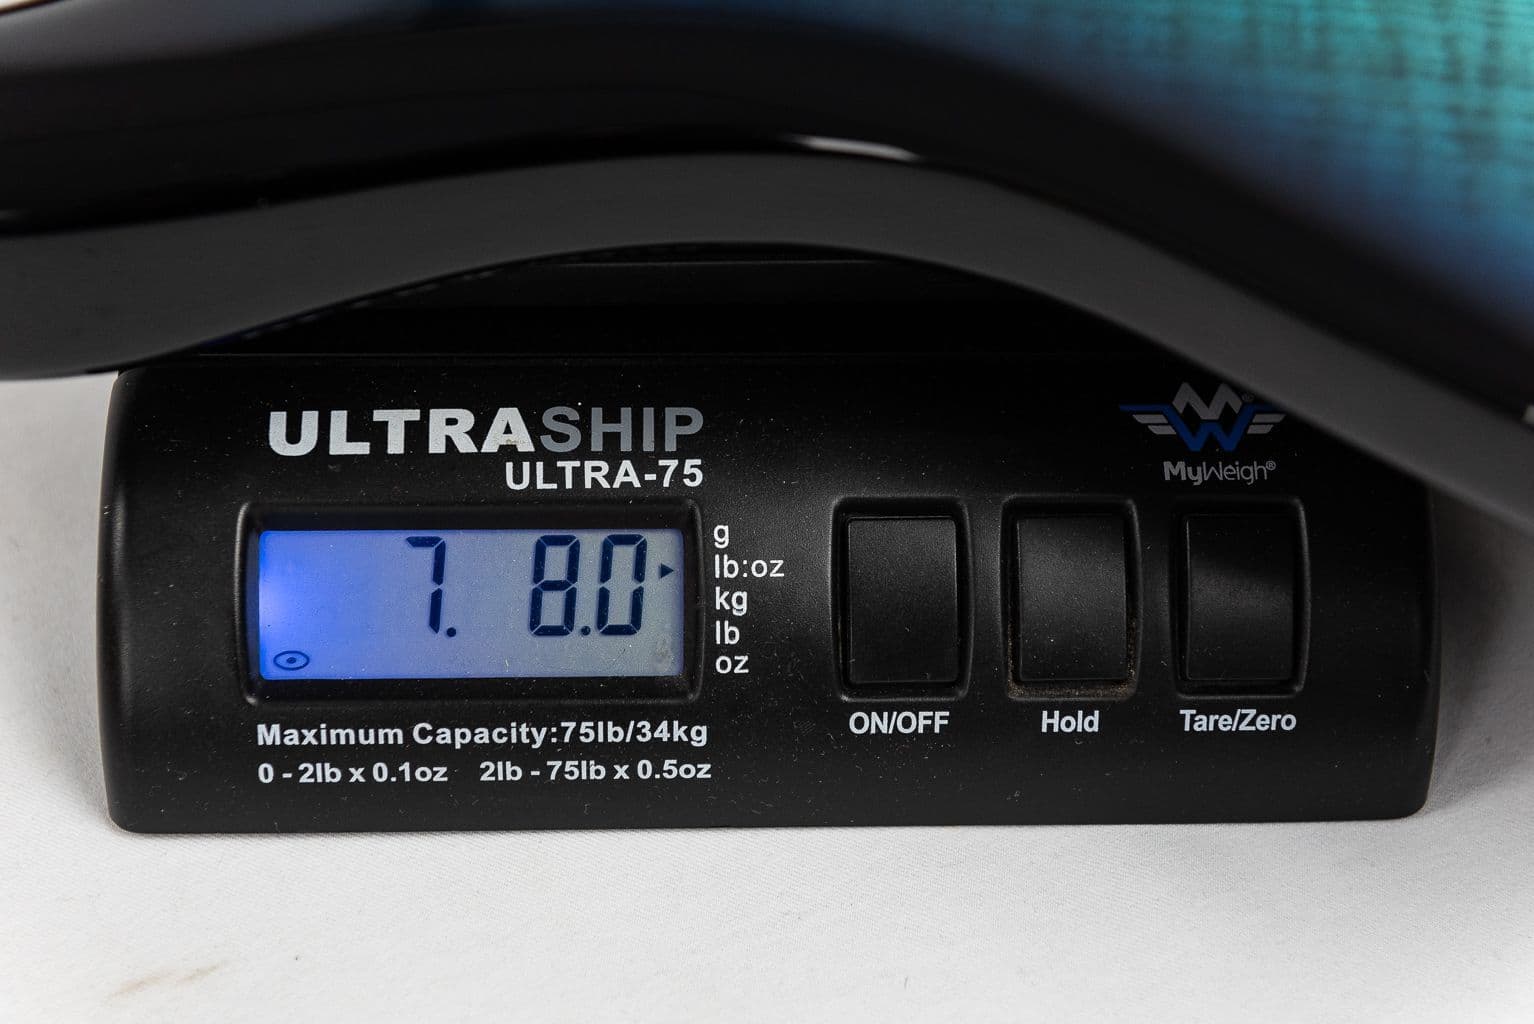 ULTRASHIP
ULTRA-75
MyWeigh®
7. 8.0
g
lb:oz
kg
lb
oz
Maximum Capacity:75lb/34kg
0 - 2lb x 0.1oz 2lb - 75lb x 0.5oz
ON/OFF
Hold
Tare/Zero